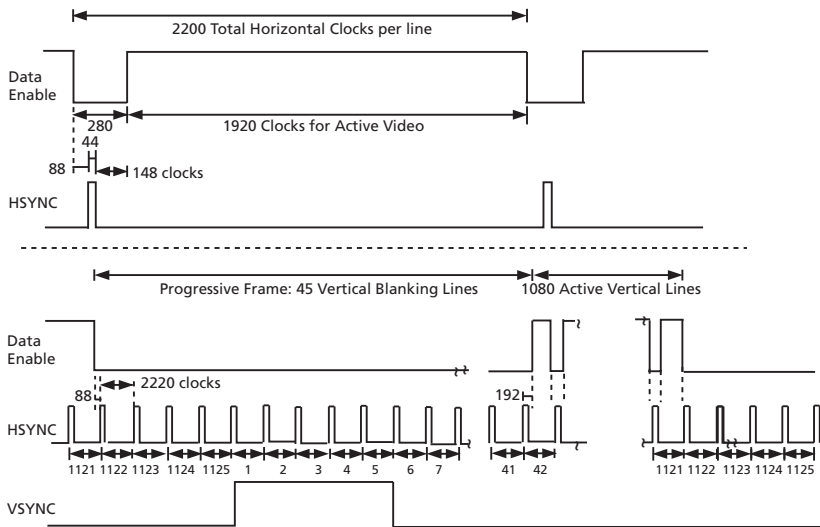 2200 Total Horizontal Clocks per line
Data
Enable
280
1920 Clocks for Active Video
44
88
148 clocks
HSYNC
Progressive Frame: 45 Vertical Blanking Lines
1080 Active Vertical Lines
Data
Enable
2220 clocks
88
192
HSYNC
1121 1122 1123 1124 1125 1 2 3 4 5 6 7 41 42 1121 1122 1123 1124 1125
VSYNC